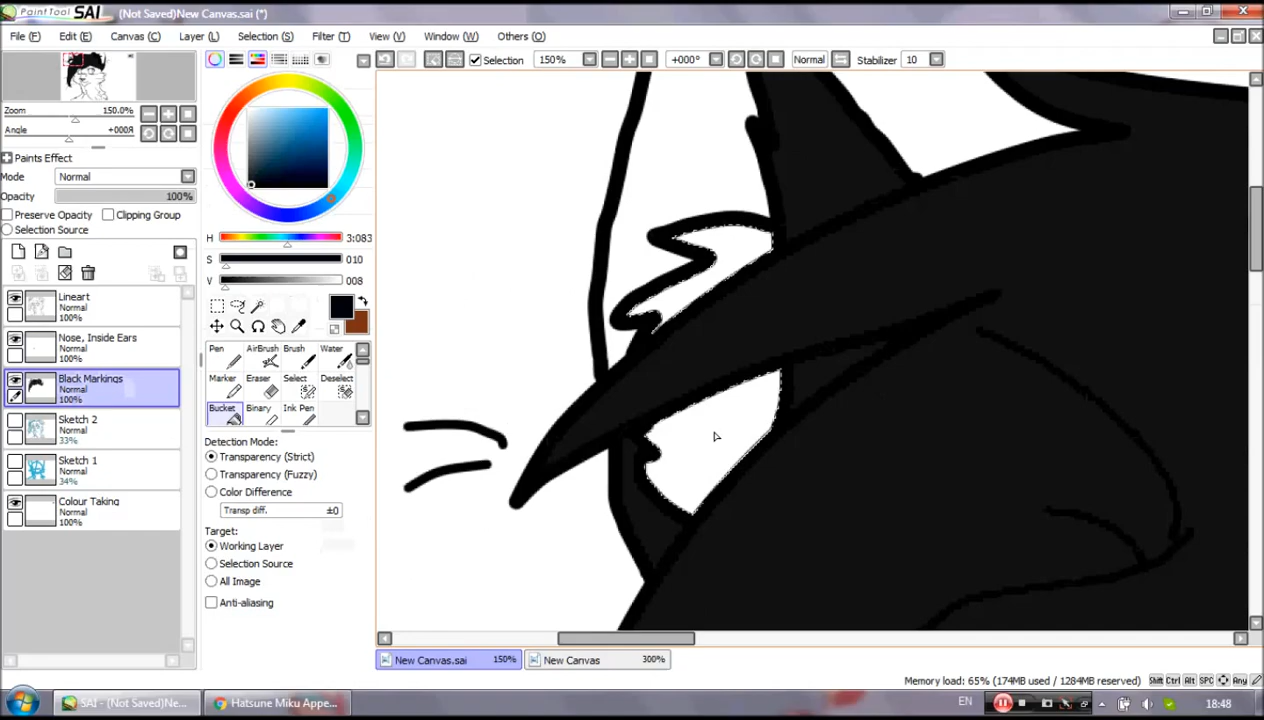 PaintTool SAI (Not Saved)New Canvas.sai (*)
File (F) Edit (E) Canvas (C) Layer (L) Selection (S) Filter (T) View (V) Window (W) Others (O)
Selection 150% +000° Normal Stabilizer 10
Zoom 150.0%
Angle
Paints Effect
Mode Normal
Opacity 100%
Preserve Opacity Clipping Group
Selection Source
Lineart
Normal
100%
Nose, Inside Ears
Normal
100%
Black Markings
Normal
100%
Sketch 2
Normal
33%
Sketch 1
Normal
34%
Colour Taking
Normal
100%
H 3:083
S 010
V 008
Pen AirBrush Brush Water
Marker Eraser Select Deselect
Bucket Binary Ink Pen
Detection Mode:
Transparency (Strict)
Transparency (Fuzzy)
Color Difference
Transp diff. ±0
Target:
Working Layer
Selection Source
All Image
Anti-aliasing
New Canvas.sai 150% New Canvas 300%
Memory load: 65% (174MB used / 1284MB reserved) Shift Ctrl Alt SPC Any
SAI - (Not Saved)Ne... Hatsune Miku Appe... EN 18:48